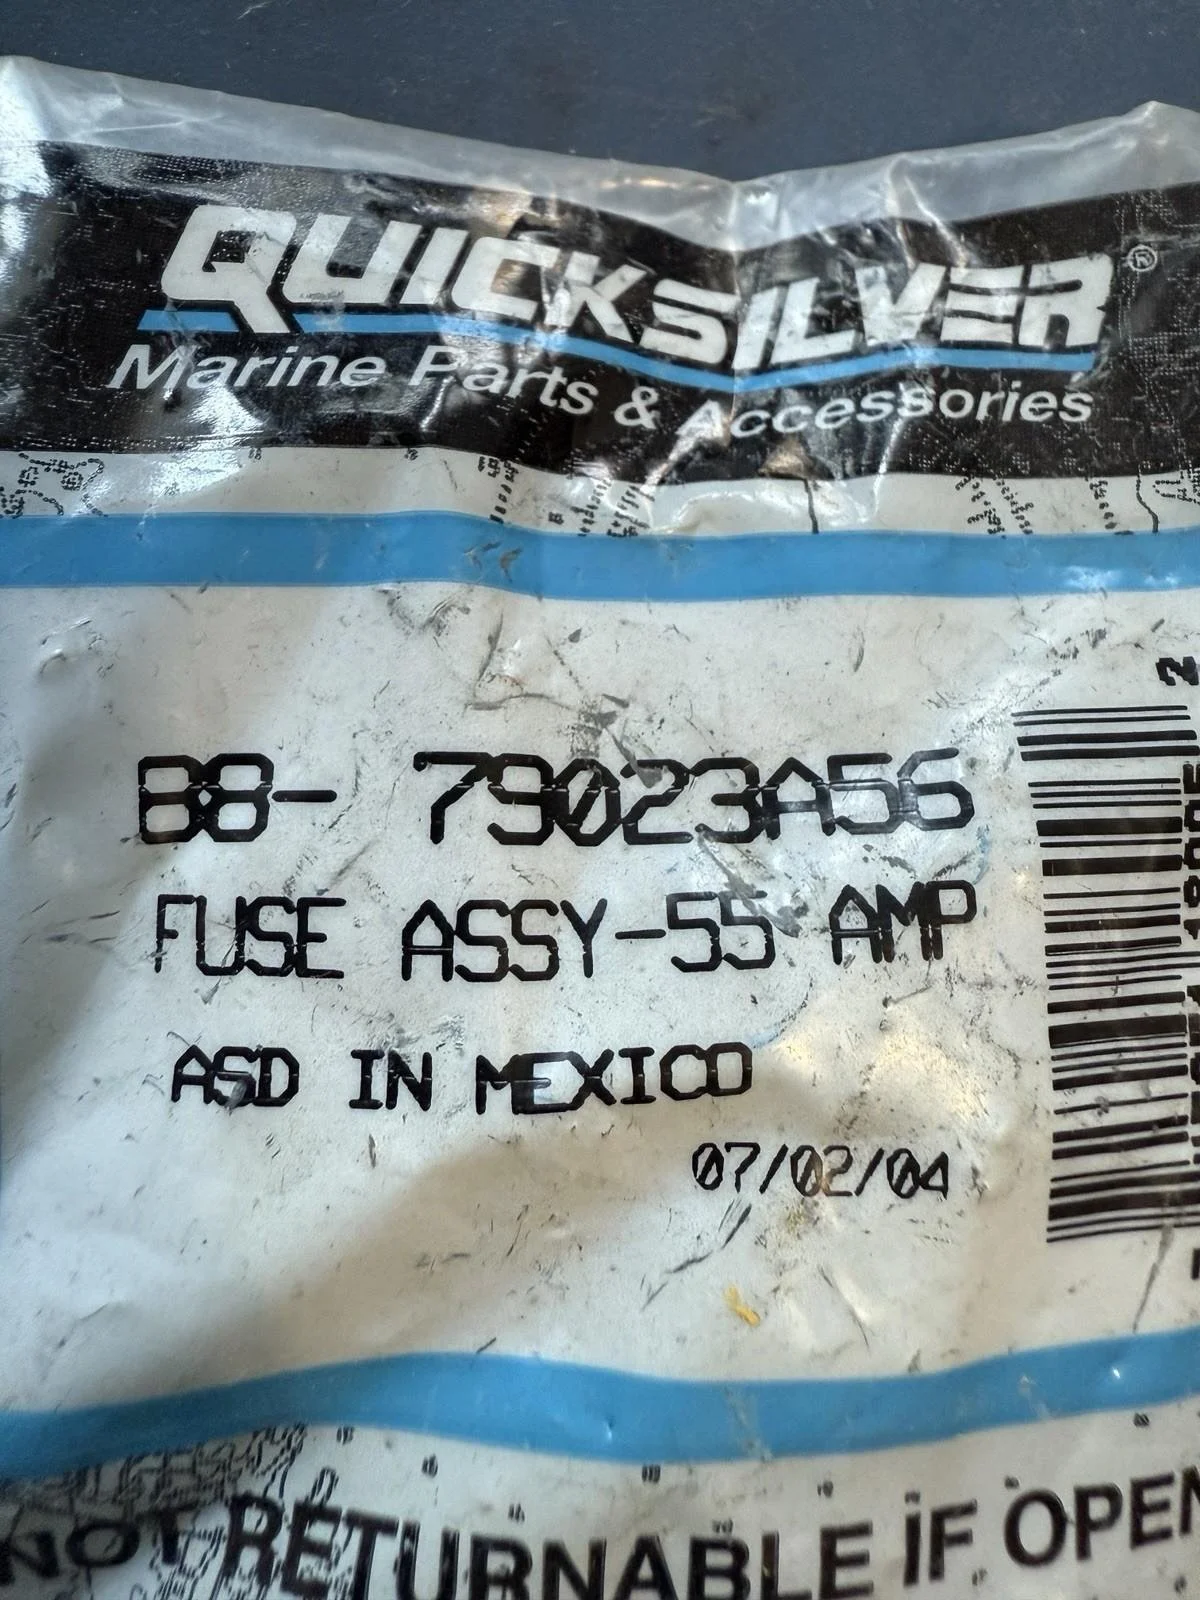 QUICKSILVER®
Marine Parts & Accessories
88- 79023A56
FUSE ASSY-55 AMP
ASD IN MEXICO
07/02/04
2
NOT RETURNABLE IF OPEN